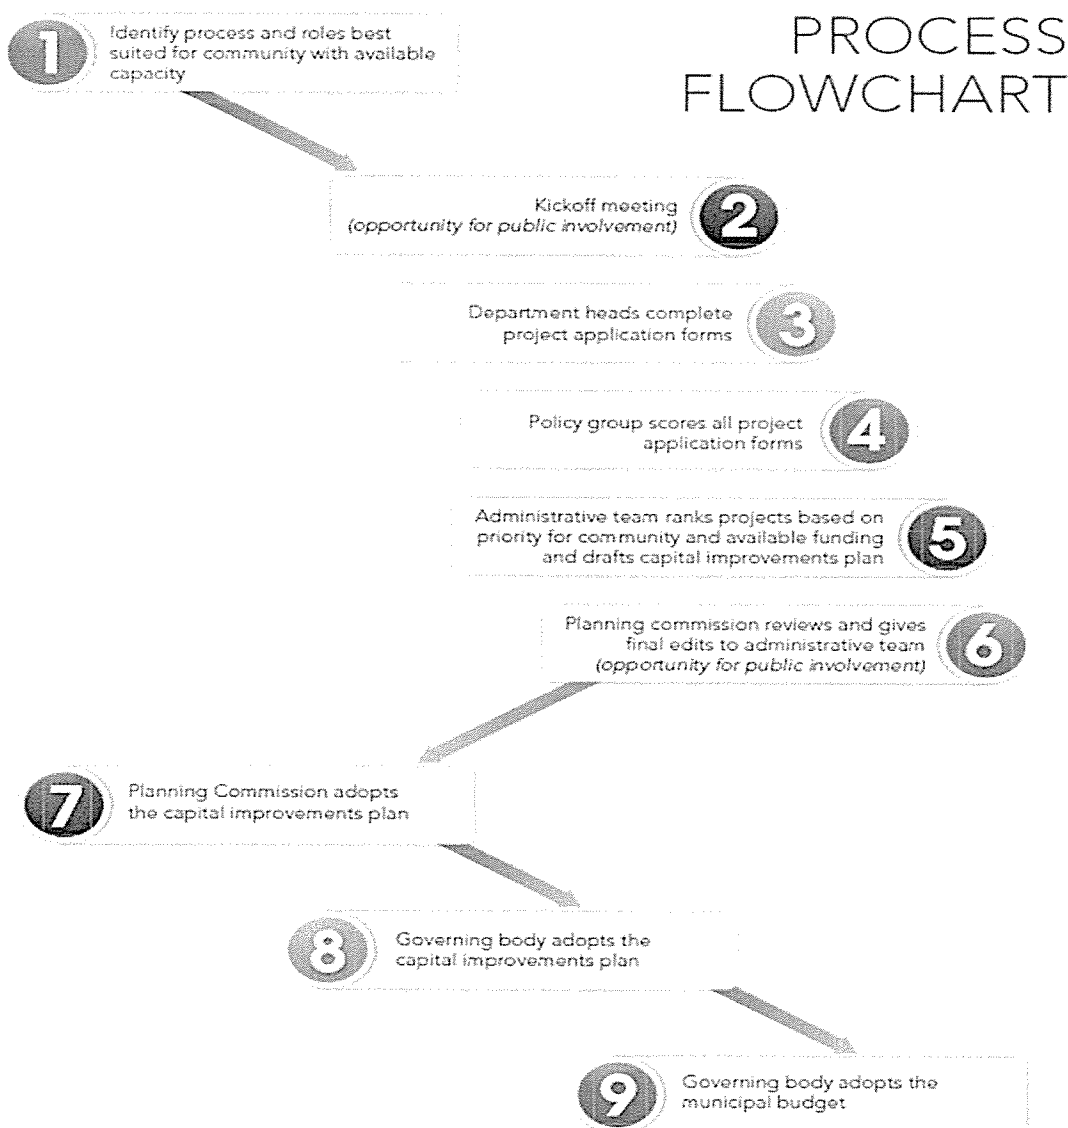 PROCESS
FLOWCHART
1
Identify process and roles best
suited for community with available
capacity
Kickoff meeting
(opportunity for public involvement)
2
Department heads complete
project application forms
3
Policy group scores all project
application forms
4
Administrative team ranks projects based on
priority for community and available funding
and drafts capital improvements plan
5
Planning commission reviews and gives
final edits to administrative team
(opportunity for public involvement)
6
7
Planning Commission adopts
the capital improvements plan
8
Governing body adopts the
capital improvements plan
9
Governing body adopts the
municipal budget